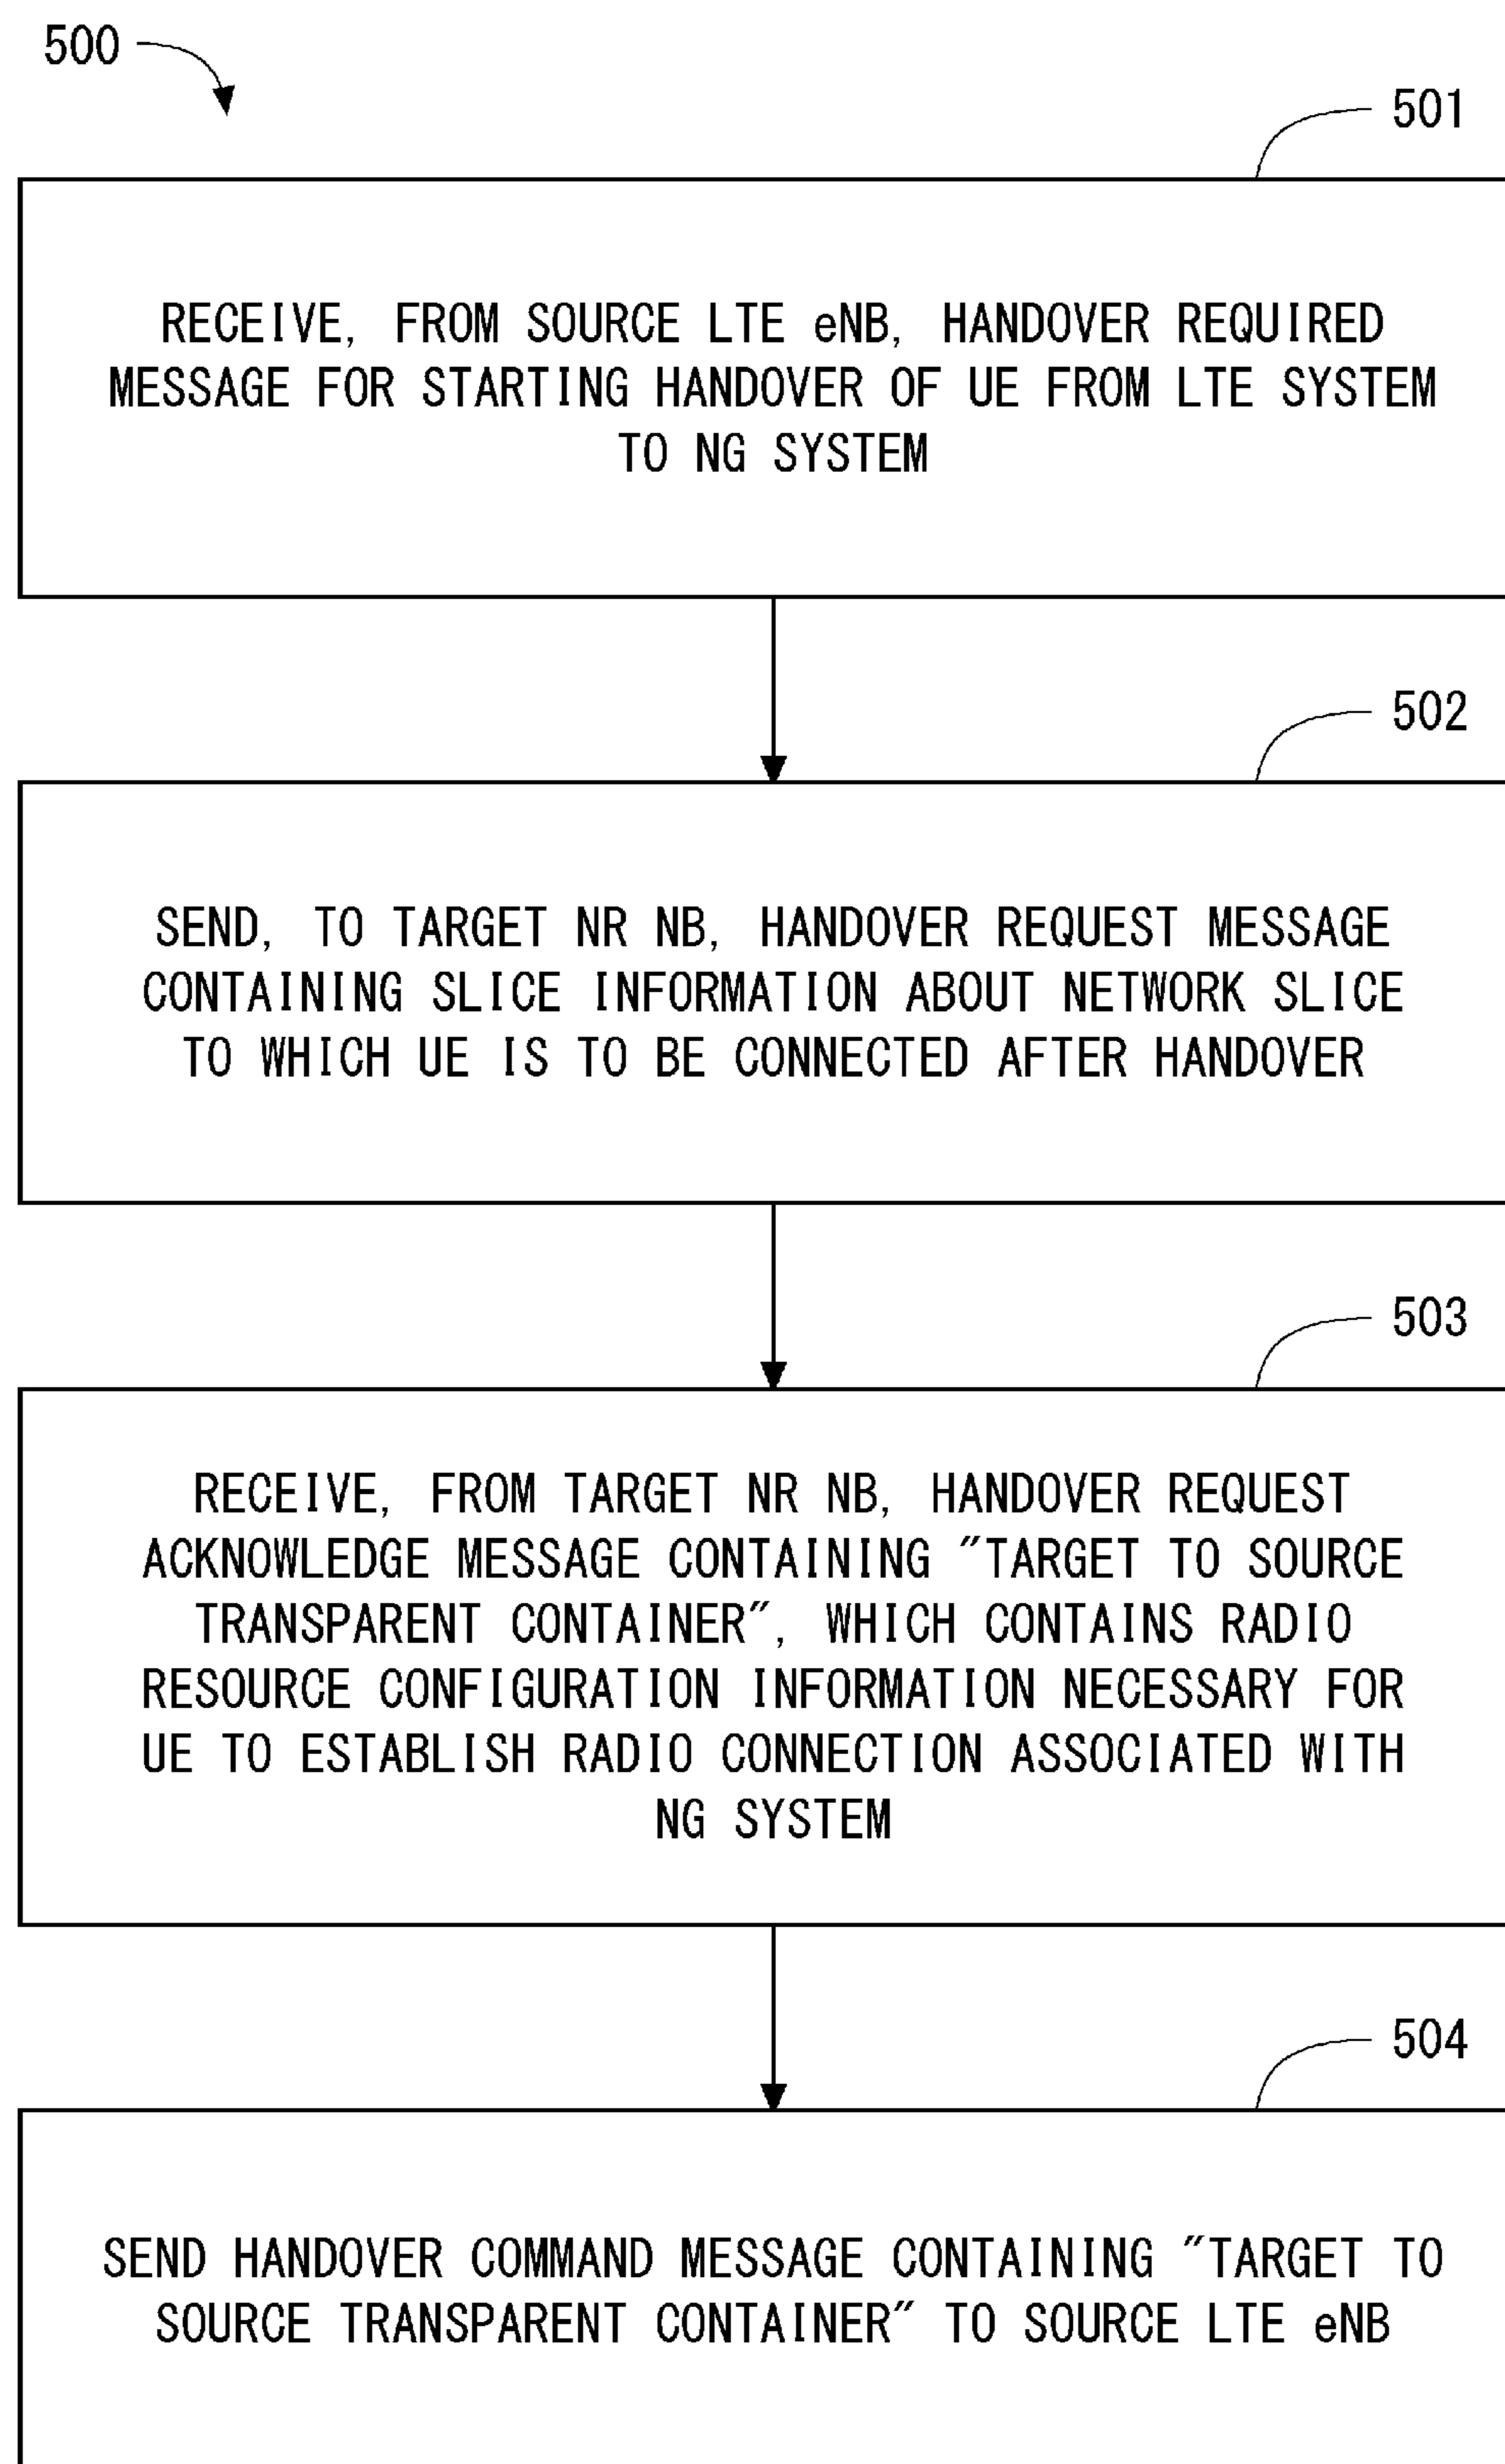 500
501
RECEIVE, FROM SOURCE LTE eNB, HANDOVER REQUIRED
MESSAGE FOR STARTING HANDOVER OF UE FROM LTE SYSTEM
TO NG SYSTEM
502
SEND, TO TARGET NR NB, HANDOVER REQUEST MESSAGE
CONTAINING SLICE INFORMATION ABOUT NETWORK SLICE
TO WHICH UE IS TO BE CONNECTED AFTER HANDOVER
503
RECEIVE, FROM TARGET NR NB, HANDOVER REQUEST
ACKNOWLEDGE MESSAGE CONTAINING "TARGET TO SOURCE
TRANSPARENT CONTAINER", WHICH CONTAINS RADIO
RESOURCE CONFIGURATION INFORMATION NECESSARY FOR
UE TO ESTABLISH RADIO CONNECTION ASSOCIATED WITH
NG SYSTEM
504
SEND HANDOVER COMMAND MESSAGE CONTAINING "TARGET TO
SOURCE TRANSPARENT CONTAINER" TO SOURCE LTE eNB